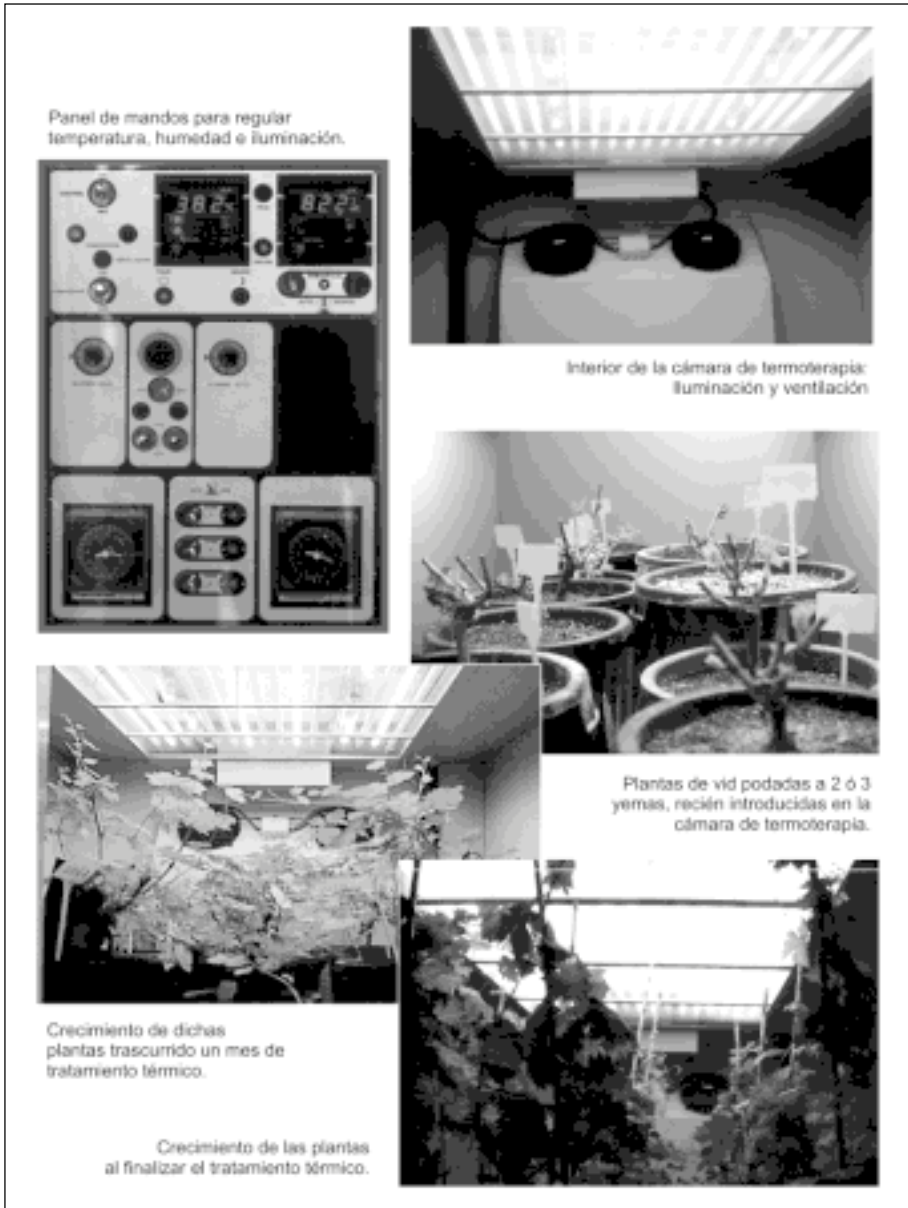 Panel de mandos para regular
temperatura, humedad e iluminación.
382
822
Interior de la cámara de termoterapia:
Iluminación y ventilación
Plantas de vid podadas a 2 ó 3
yemas, recién introducidas en la
cámara de termoterapia.
Crecimiento de dichas
plantas trascurrido un mes de
tratamiento térmico.
Crecimiento de las plantas
al finalizar el tratamiento térmico.